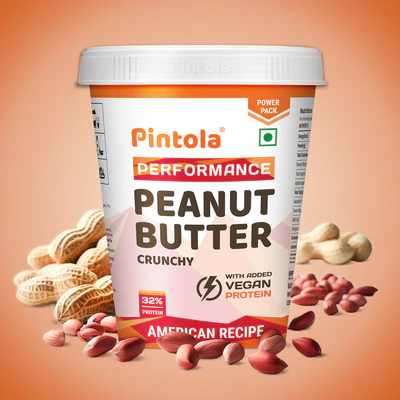 Pintola
POWER
PACK
Pintola®
PERFORMANCE
PEANUT
BUTTER
CRUNCHY
WITH ADDED
VEGAN
PROTEIN
32%
PROTEIN
AMERICAN RECIPE